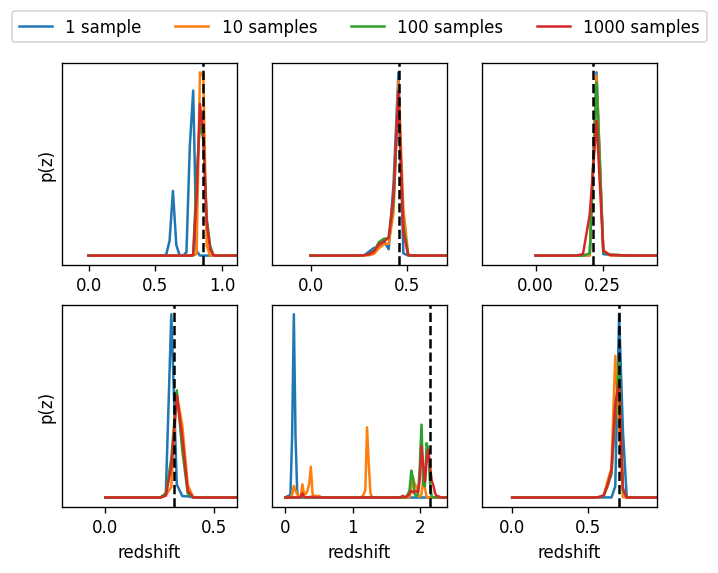 1 sample 10 samples 100 samples 1000 samples
p(z)
0.0 0.5 1.0 0.0 0.5 0.00 0.25
p(z)
0.0 0.5 0 1 2 0.0 0.5
redshift redshift redshift